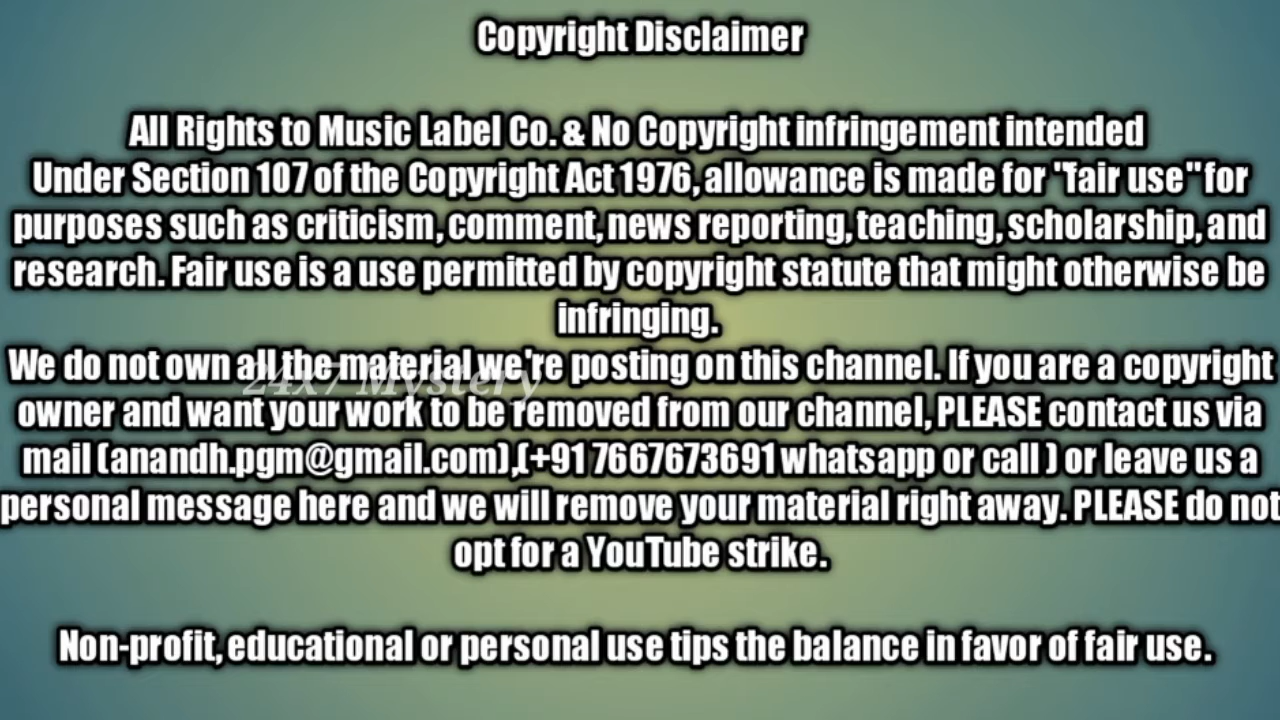 Copyright Disclaimer
All Rights to Music Label Co. & No Copyright infringement intended
Under Section 107 of the Copyright Act 1976, allowance is made for "fair use" for
purposes such as criticism, comment, news reporting, teaching, scholarship, and
research. Fair use is a use permitted by copyright statute that might otherwise be
infringing.
We do not own all the material we're posting on this channel. If you are a copyright
24x7 Mystery
owner and want your work to be removed from our channel, PLEASE contact us via
mail (anandh.pgm@gmail.com),(+91 7667673691 whatsapp or call ) or leave us a
personal message here and we will remove your material right away. PLEASE do not
opt for a YouTube strike.
Non-profit, educational or personal use tips the balance in favor of fair use.